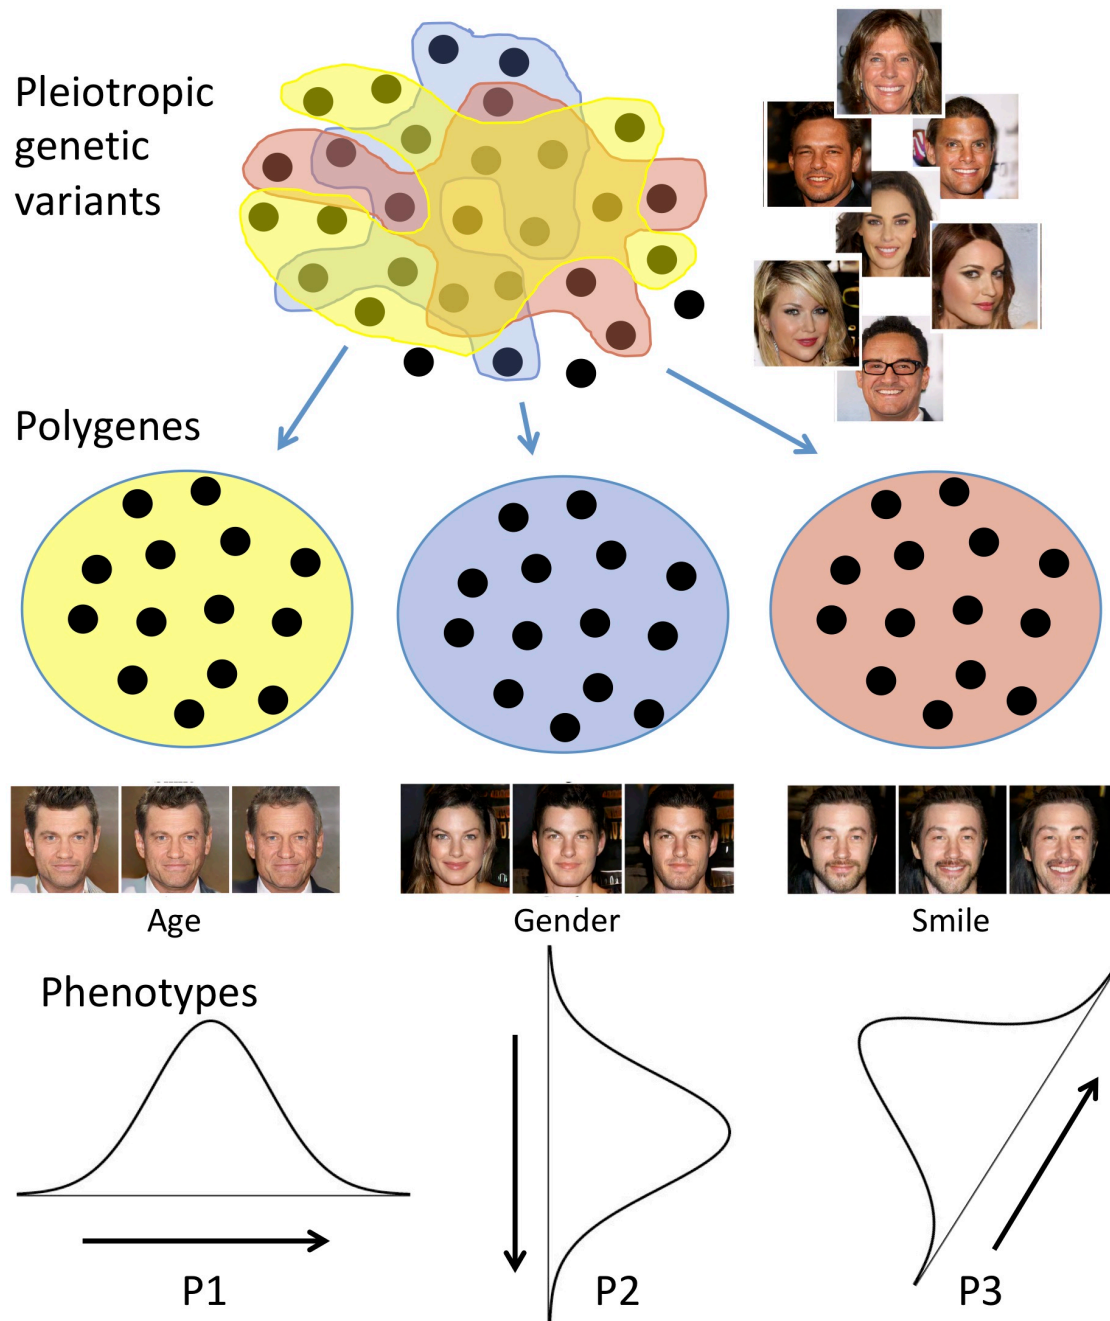 Pleiotropic
genetic
variants
Polygenes
Age
Gender
Smile
Phenotypes
P1
P2
P3